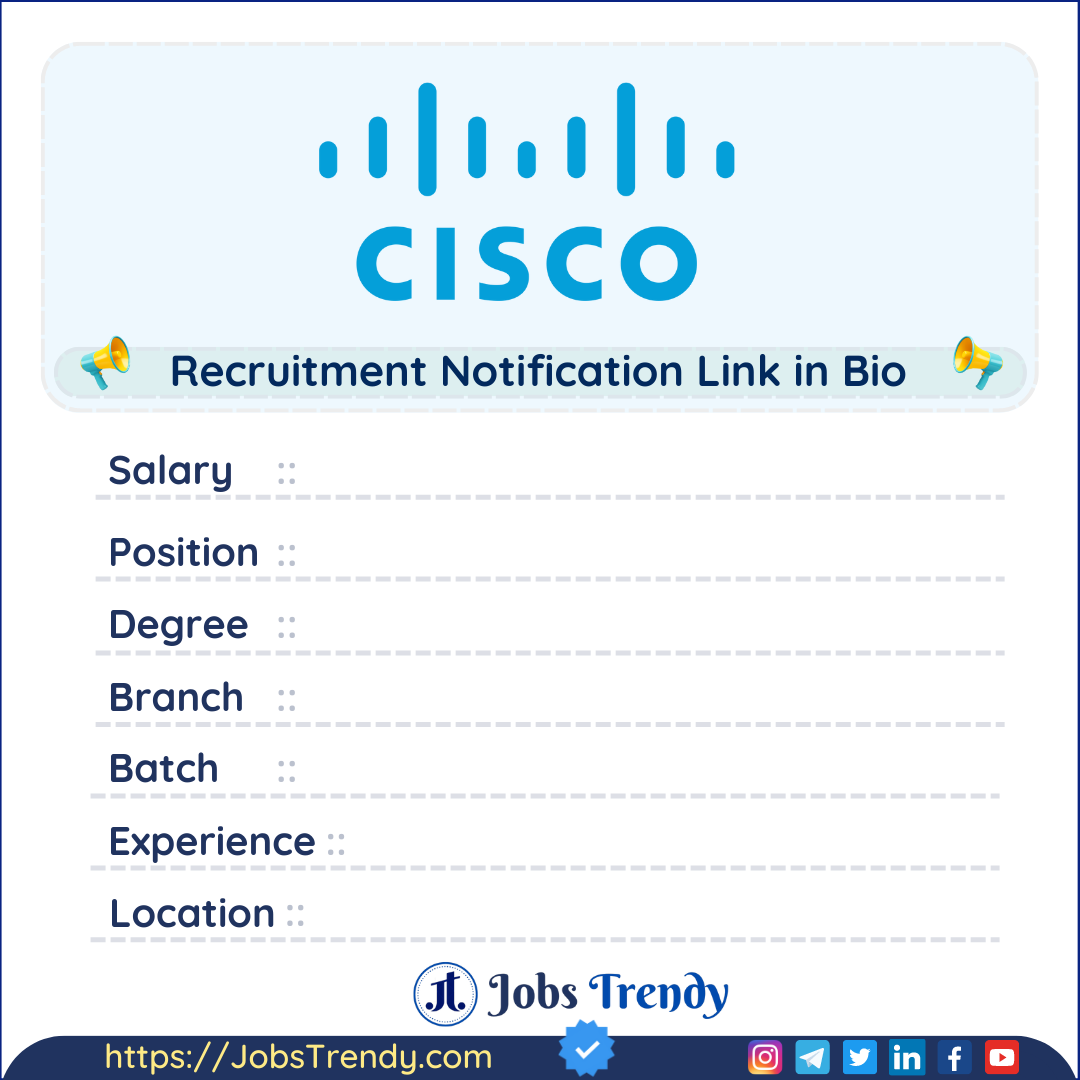 CISCO
Recruitment Notification Link in Bio
Salary ::
Position ::
Degree ::
Branch ::
Batch ::
Experience ::
Location ::
Jobs Trendy
https://JobsTrendy.com